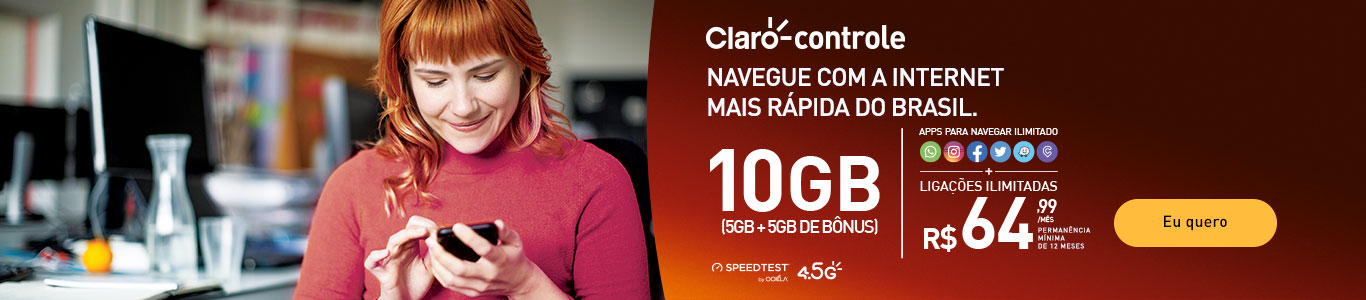 Claro-controle
NAVEGUE COM A INTERNET
MAIS RÁPIDA DO BRASIL.
10GB
(5GB + 5GB DE BÔNUS)
APPS PARA NAVEGAR ILIMITADO
+
LIGAÇÕES ILIMITADAS
R$ 64,99
/MÊS
PERMANÊNCIA
MÍNIMA
DE 12 MESES
Eu quero
SPEEDTEST
by OOKLA
4.5G